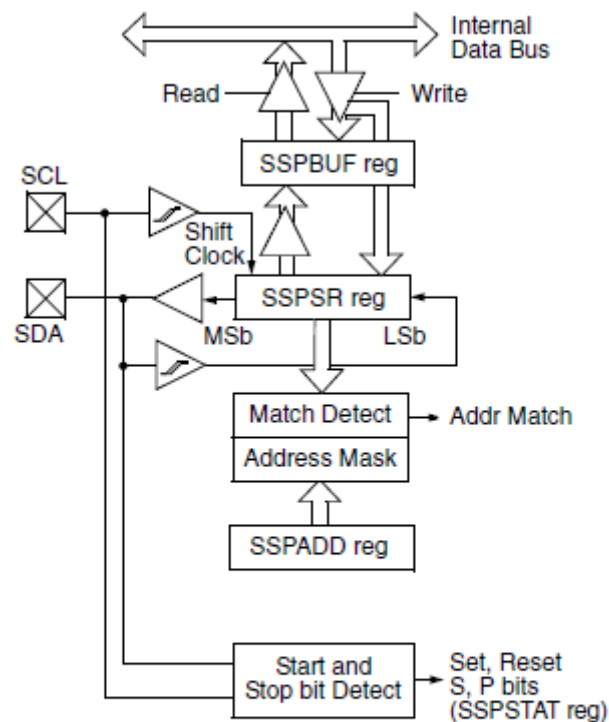 Internal
Data Bus
Read
Write
SSPBUF reg
SCL
Shift
Clock
SSPSR reg
SDA
MSb
LSb
Match Detect
Addr Match
Address Mask
SSPADD reg
Start and
Stop bit Detect
Set, Reset
S, P bits
(SSPSTAT reg)